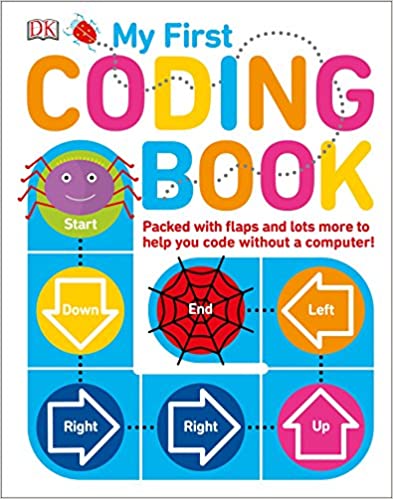 DK
My First
CODING
BOOK
Start
Packed with flaps and lots more to
help you code without a computer!
Down
End
Left
Right
Right
Up